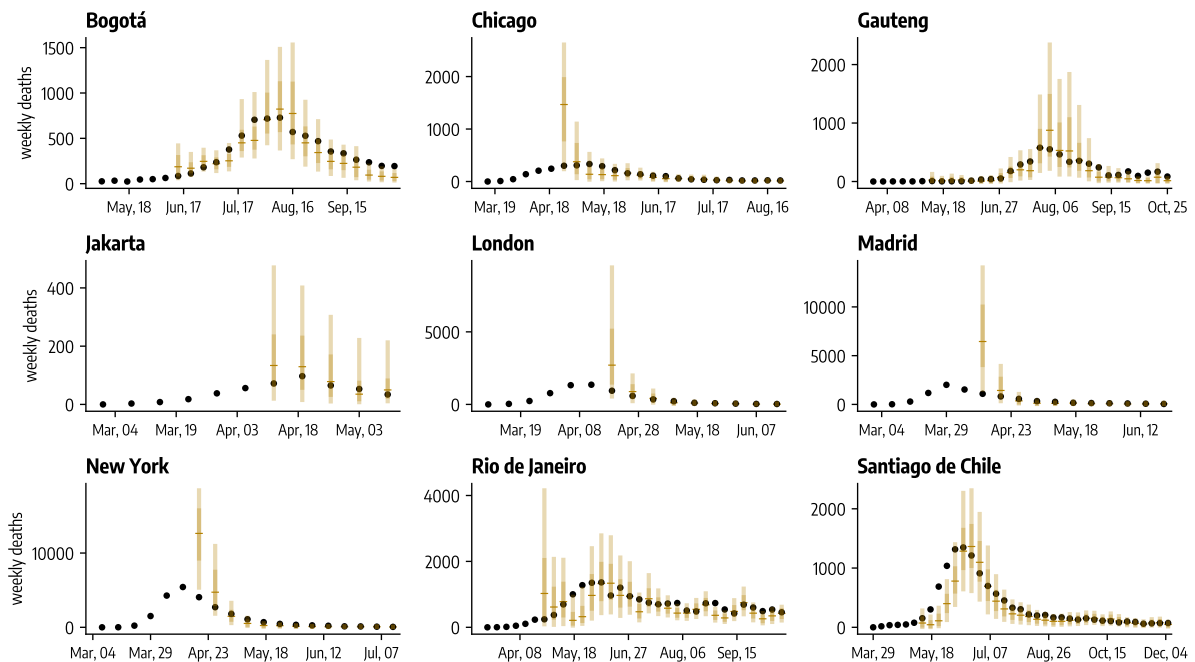 Bogotá
Chicago
Gauteng
weekly deaths
1500
1000
500
0
May, 18
Jun, 17
Jul, 17
Aug, 16
Sep, 15
2000
1000
0
Mar, 19
Apr, 18
May, 18
Jun, 17
Jul, 17
Aug, 16
2000
1000
0
Apr, 08
May, 18
Jun, 27
Aug, 06
Sep, 15
Oct, 25
Jakarta
London
Madrid
weekly deaths
400
200
0
Mar, 04
Mar, 19
Apr, 03
Apr, 18
May, 03
5000
0
Mar, 19
Apr, 08
Apr, 28
May, 18
Jun, 07
10000
5000
0
Mar, 04
Mar, 29
Apr, 23
May, 18
Jun, 12
New York
Rio de Janeiro
Santiago de Chile
weekly deaths
10000
0
Mar, 04
Mar, 29
Apr, 23
May, 18
Jun, 12
Jul, 07
4000
2000
0
Apr, 08
May, 18
Jun, 27
Aug, 06
Sep, 15
2000
1000
0
Mar, 29
May, 18
Jul, 07
Aug, 26
Oct, 15
Dec, 04